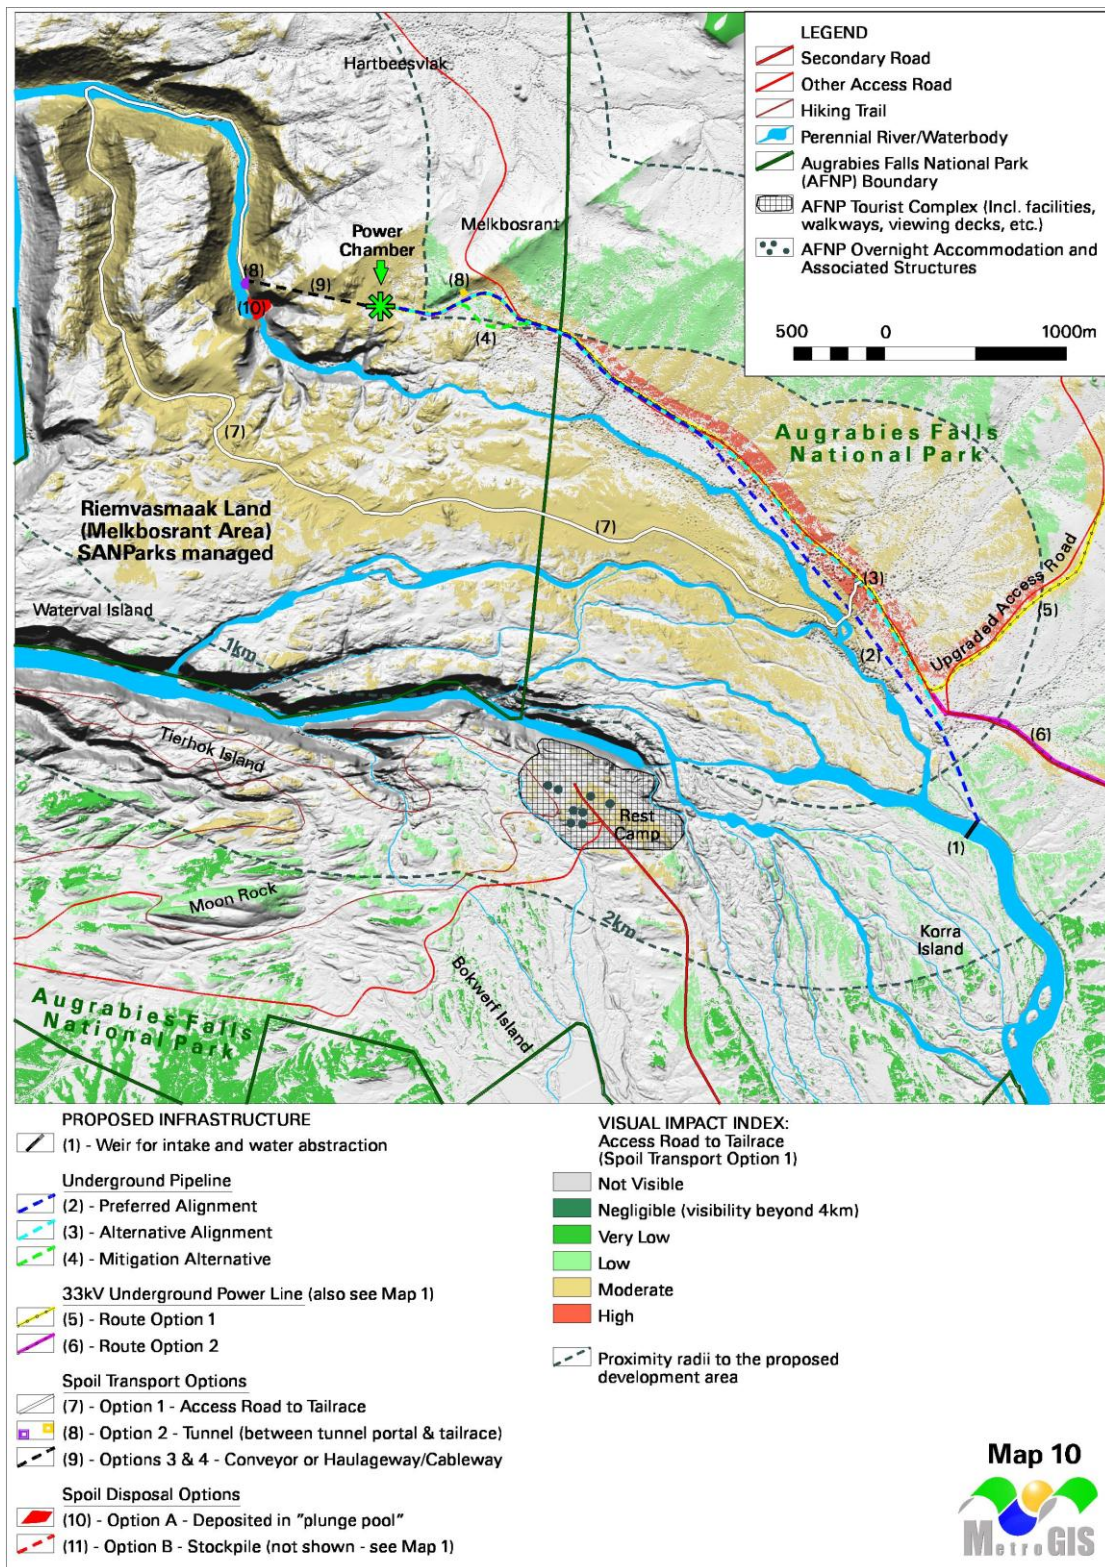 Hartbeesvlak
LEGEND
Secondary Road
Other Access Road
Hiking Trail
Perennial River/Waterbody
Augrabies Falls National Park
(AFNP) Boundary
AFNP Tourist Complex (Incl. facilities,
walkways, viewing decks, etc.)
AFNP Overnight Accommodation and
Associated Structures
500 0 1000m
Melkbosrant
Power
Chamber
(8)
(9)
(8)
(10)
(4)
(7)
Augrabies Falls
National Park
Riemvasmaak Land
(Melkbosrant Area)
SANParks managed
(7)
(3)
Upgraded Access Road
(5)
Waterval Island
1km
(2)
(6)
Tierhok Island
Rest
Camp
(1)
Moon Rock
2km
Korra
Island
Bokwerf Island
Augrabies Falls
National Park
PROPOSED INFRASTRUCTURE
(1) - Weir for intake and water abstraction
Underground Pipeline
(2) - Preferred Alignment
(3) - Alternative Alignment
(4) - Mitigation Alternative
33kV Underground Power Line (also see Map 1)
(5) - Route Option 1
(6) - Route Option 2
Spoil Transport Options
(7) - Option 1 - Access Road to Tailrace
(8) - Option 2 - Tunnel (between tunnel portal & tailrace)
(9) - Options 3 & 4 - Conveyor or Haulageway/Cableway
Spoil Disposal Options
(10) - Option A - Deposited in "plunge pool"
(11) - Option B - Stockpile (not shown - see Map 1)
VISUAL IMPACT INDEX:
Access Road to Tailrace
(Spoil Transport Option 1)
Not Visible
Negligible (visibility beyond 4km)
Very Low
Low
Moderate
High
Proximity radii to the proposed
development area
Map 10
MetroGIS